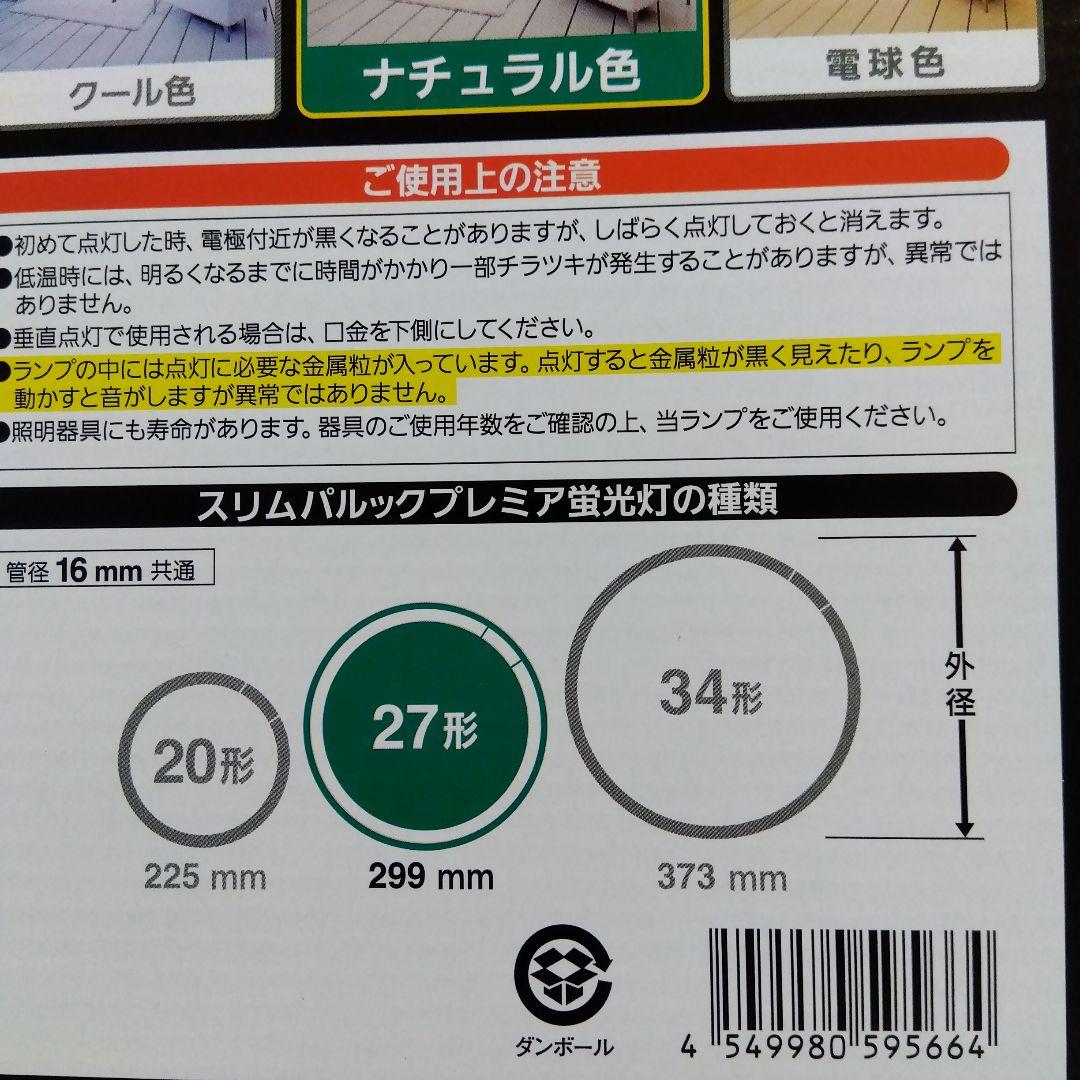 クール色
ナチュラル色
電球色
ご使用上の注意
●初めて点灯した時、電極付近が黒くなることがありますが、しばらく点灯しておくと消えます。
●低温時には、明るくなるまでに時間がかかり一部チラツキが発生することがありますが、異常では
ありません。
●垂直点灯で使用される場合は、口金を下側にしてください。
●ランプの中には点灯に必要な金属粒が入っています。点灯すると金属粒が黒く見えたり、ランプを
動かすと音がしますが異常ではありません。
●照明器具にも寿命があります。器具のご使用年数をご確認の上、当ランプをご使用ください。
スリムパルックプレミア蛍光灯の種類
管径 16 mm 共通
20形
27形
34形
外径
225 mm
299 mm
373 mm
ダンボール
4 549980 595664